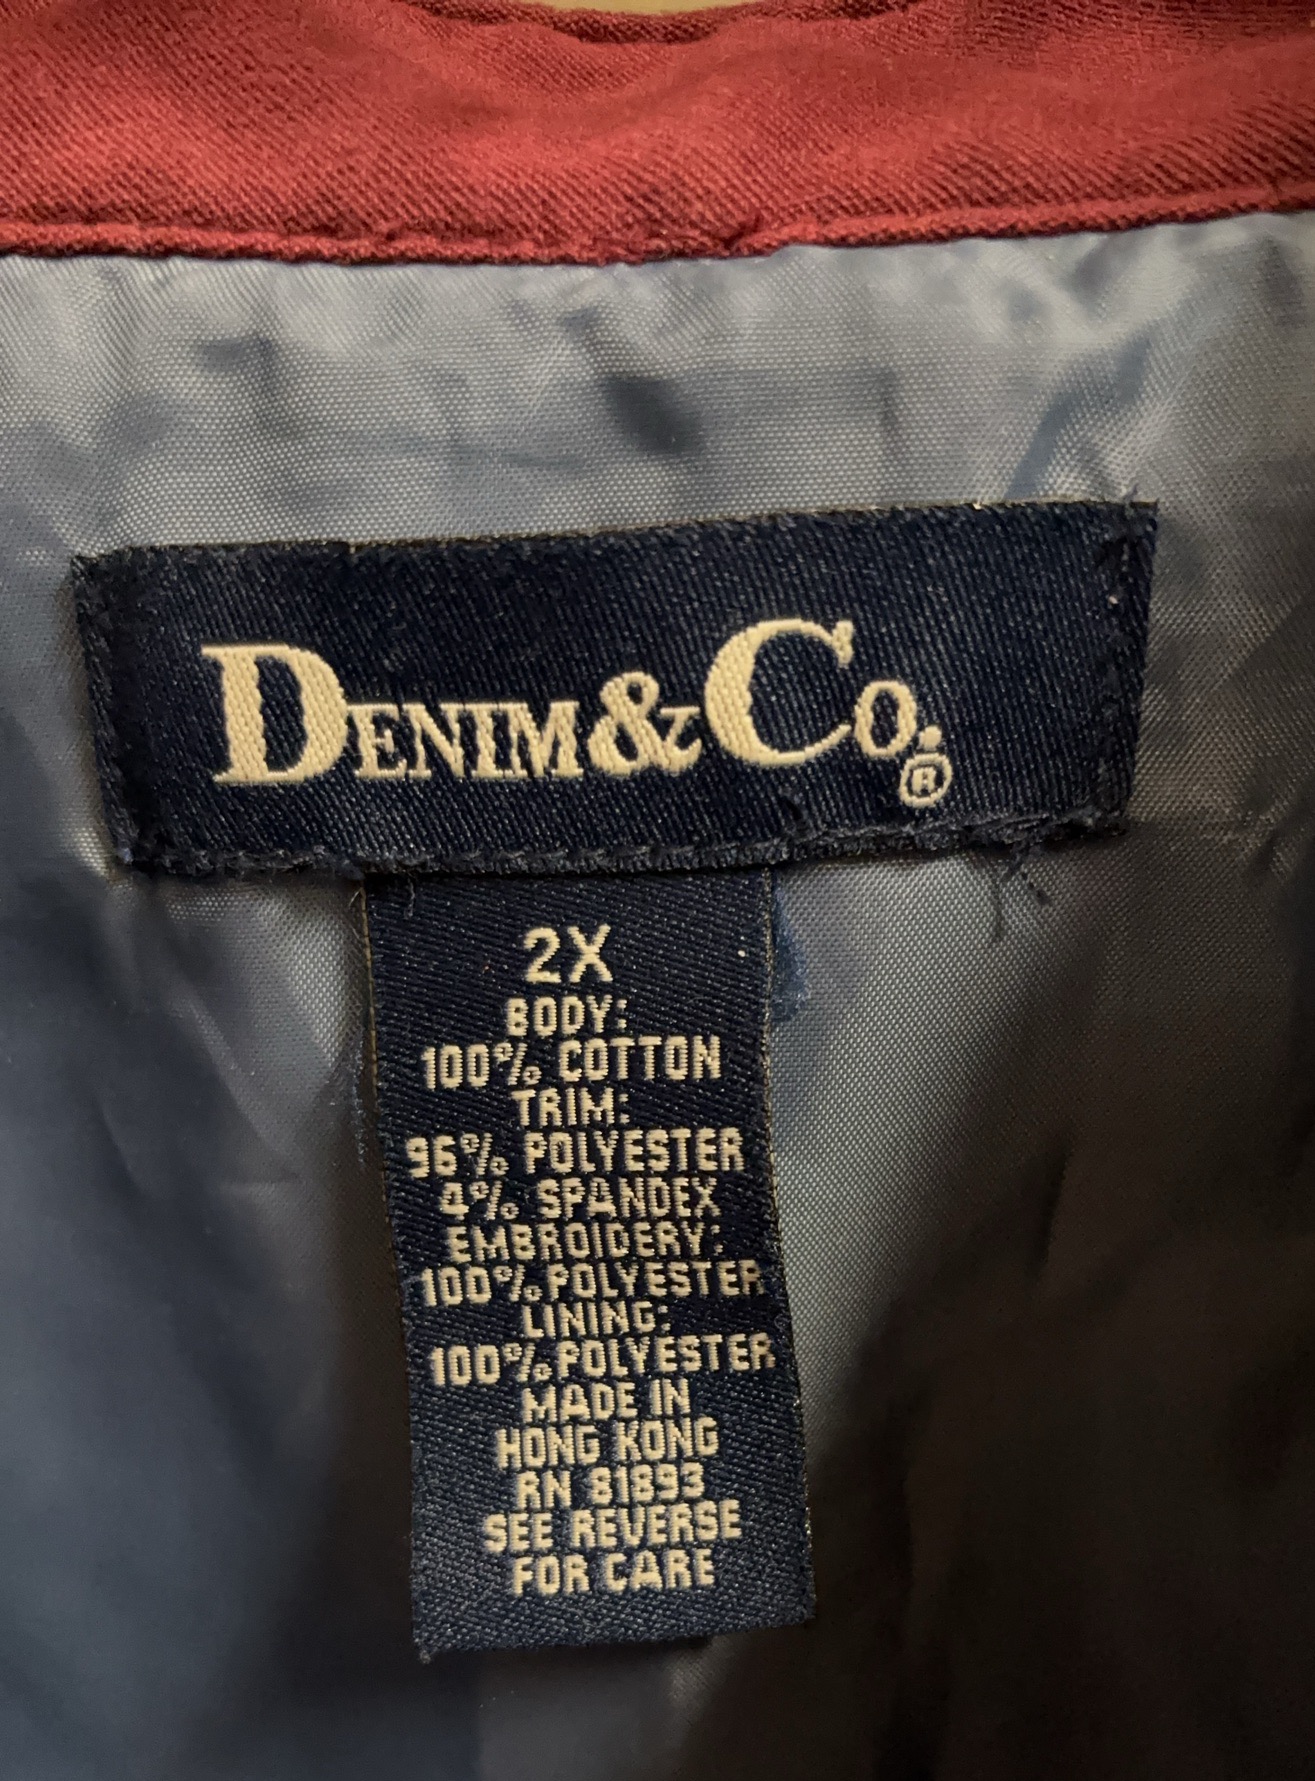 DENIM&CO.®
2X
BODY:
100% COTTON
TRIM:
96% POLYESTER
4% SPANDEX
EMBROIDERY:
100% POLYESTER
LINING:
100% POLYESTER
MADE IN
HONG KONG
RN 81893
SEE REVERSE
FOR CARE